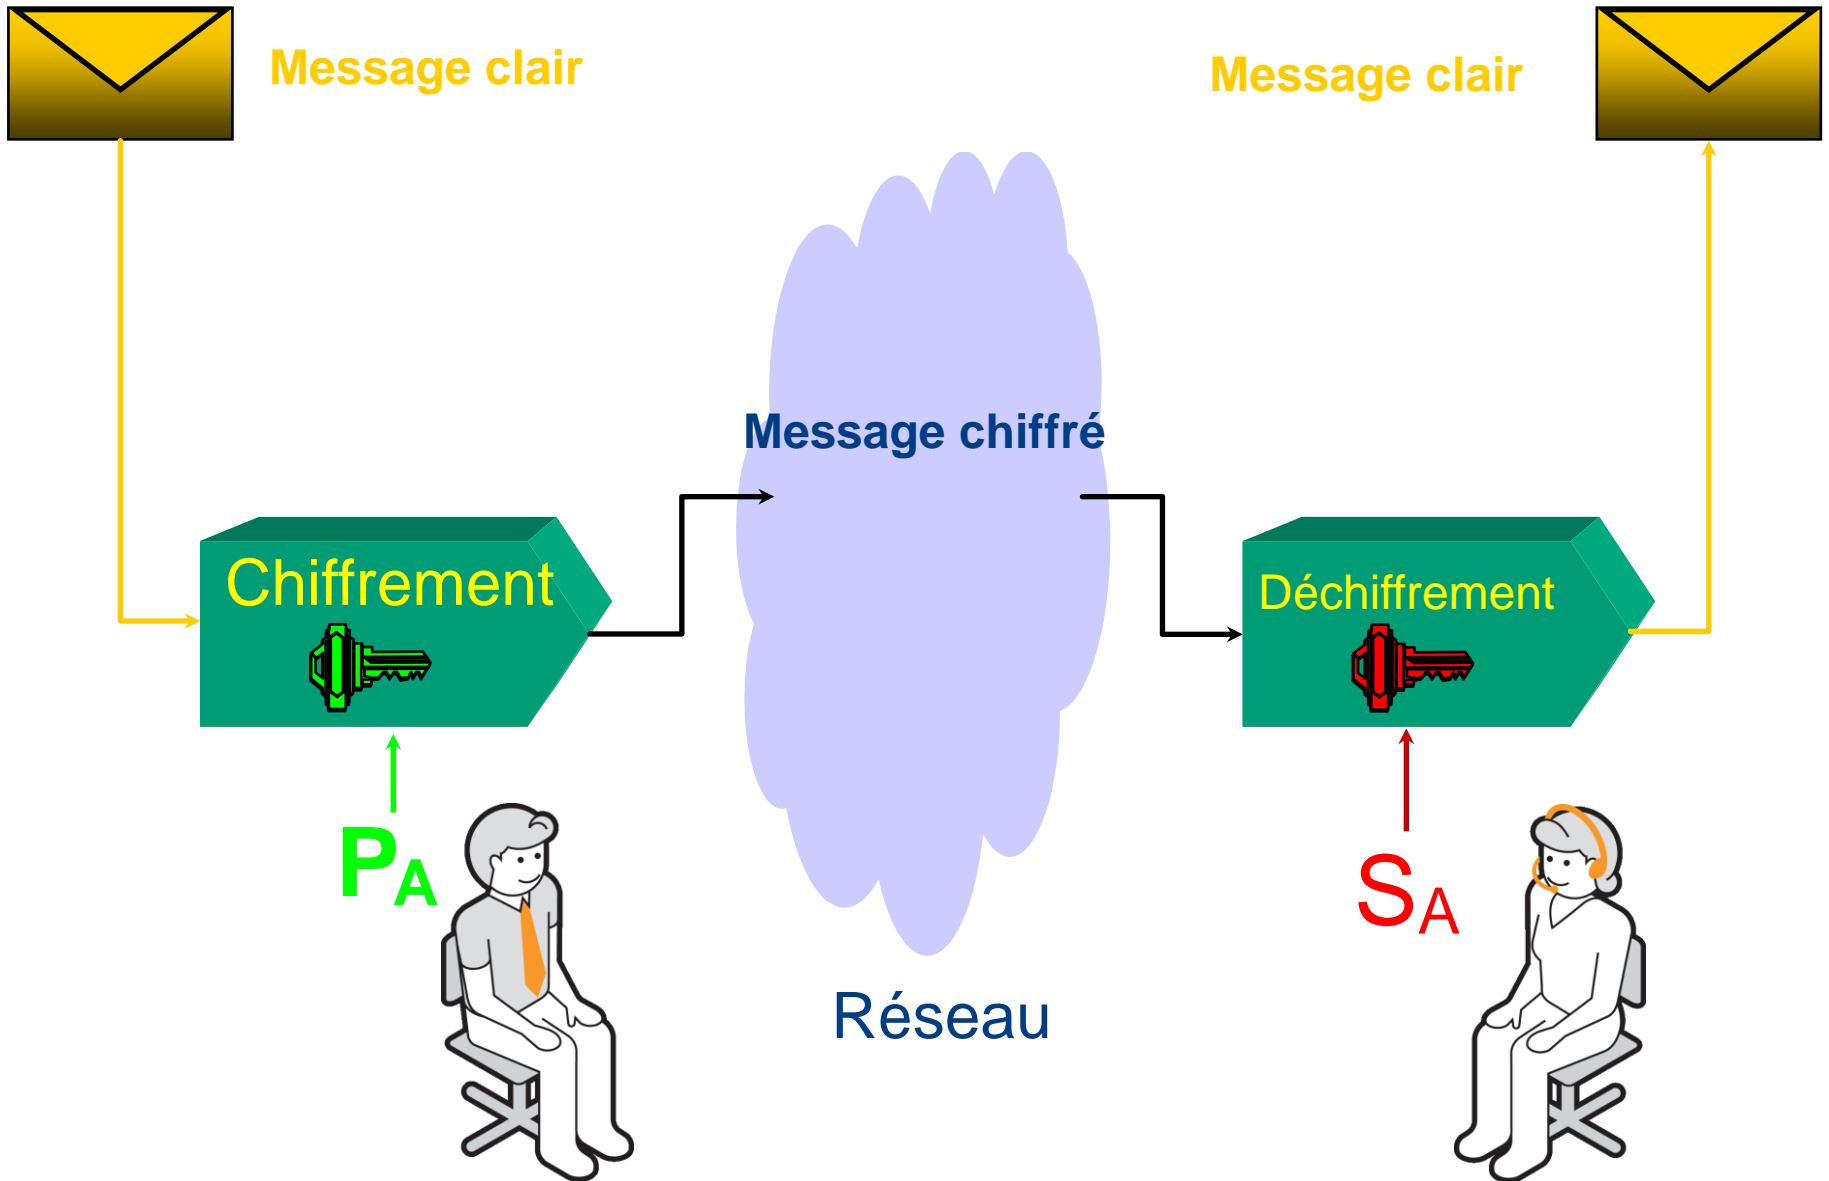 Message clair
Message clair
Message chiffré
Chiffrement
Déchiffrement
PA
SA
Réseau